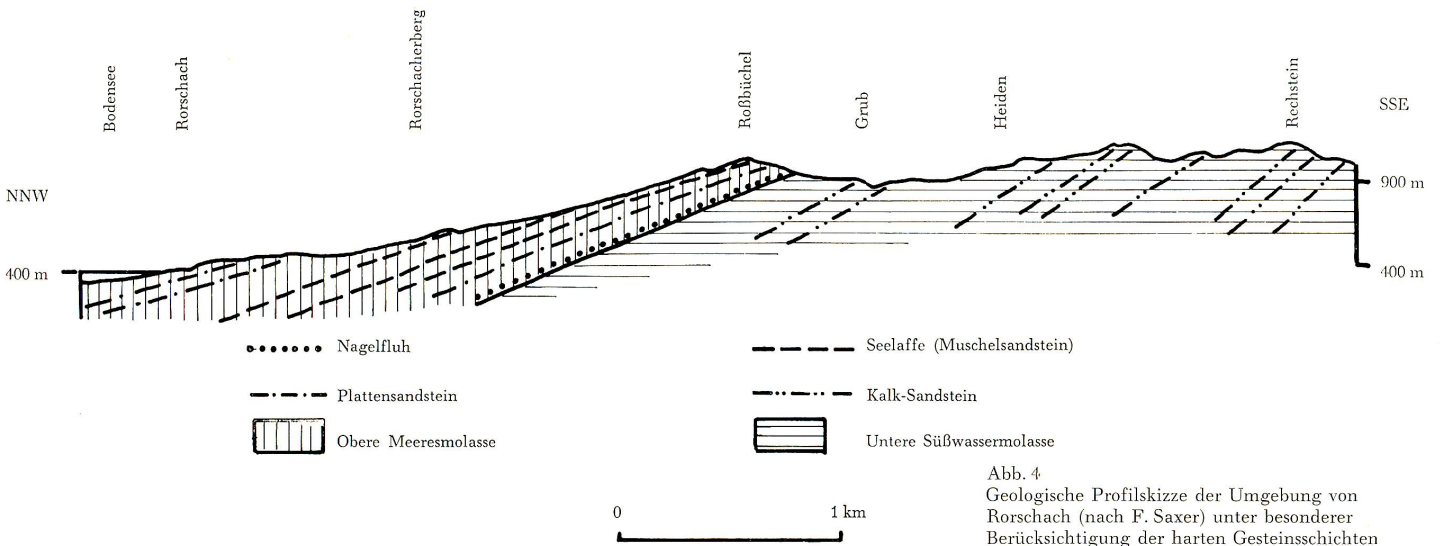 Bodensee
Rorschach
Rorschacherberg
Roßbüchel
Grub
Heiden
Rechstein
SSE
NNW
900 m
400 m
400 m
Nagelfluh
Seelaffe (Muschelsandstein)
Plattensandstein
Kalk-Sandstein
Obere Meeresmolasse
Untere Süßwassermolasse
0
1 km
Abb. 4
Geologische Profilskizze der Umgebung von
Rorschach (nach F. Saxer) unter besonderer
Berücksichtigung der harten Gesteinsschichten